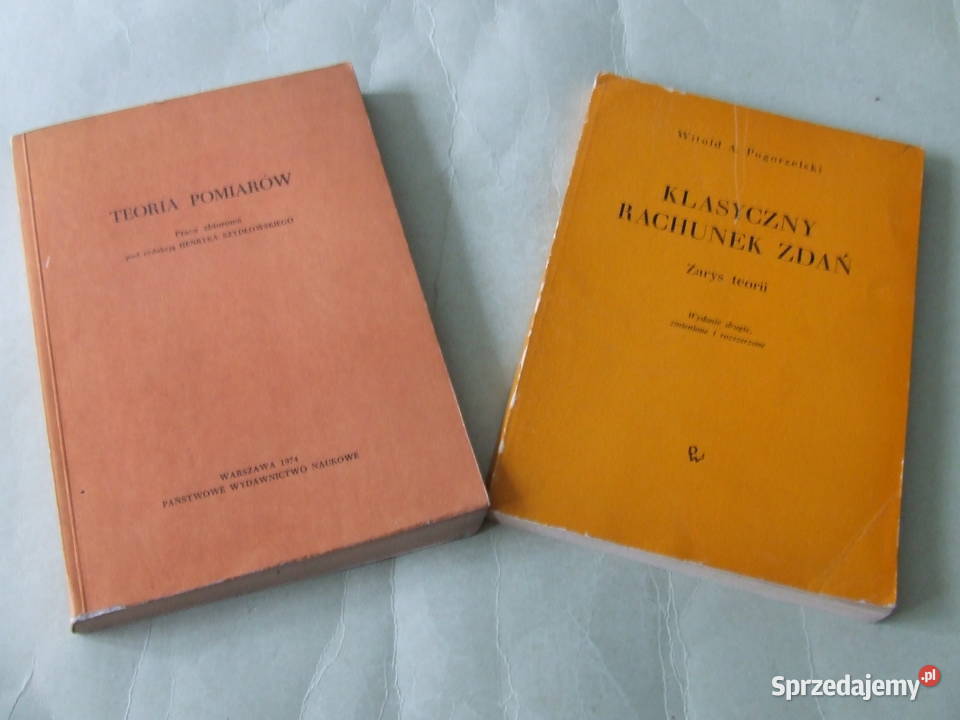 TEORIA POMIARÓW
Praca zbiorowa
pod redakcją HENRYKA SZYDŁOWSKIEGO
WARSZAWA 1974
PAŃSTWOWE WYDAWNICTWO NAUKOWE
Witold A. Pogorzelski
KLASYCZNY
RACHUNEK ZDAŃ
Zarys teorii
Wydanie drugie,
zmienione i rozszerzone
Sprzedajemy.pl